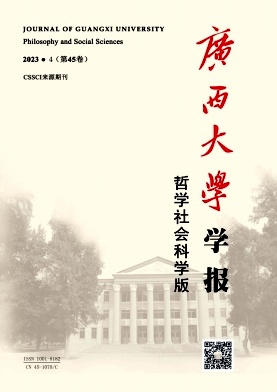 JOURNAL OF GUANGXI UNIVERSITY
Philosophy and Social Sciences
2023 ● 4（第45卷）
CSSCI来源期刊
廣西大學学报
哲学社会科学版
ISSN 1001-8182
CN 45-1070/C